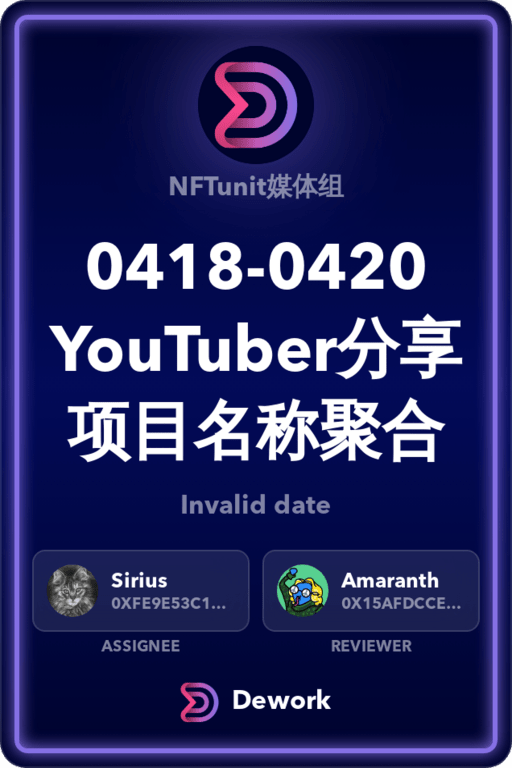 NFTunit媒体组
0418-0420
YouTuber分享
项目名称聚合
Invalid date
Sirius
0XFE9E53C1...
ASSIGNEE
Amaranth
0X15AFDCCE...
REVIEWER
Dework